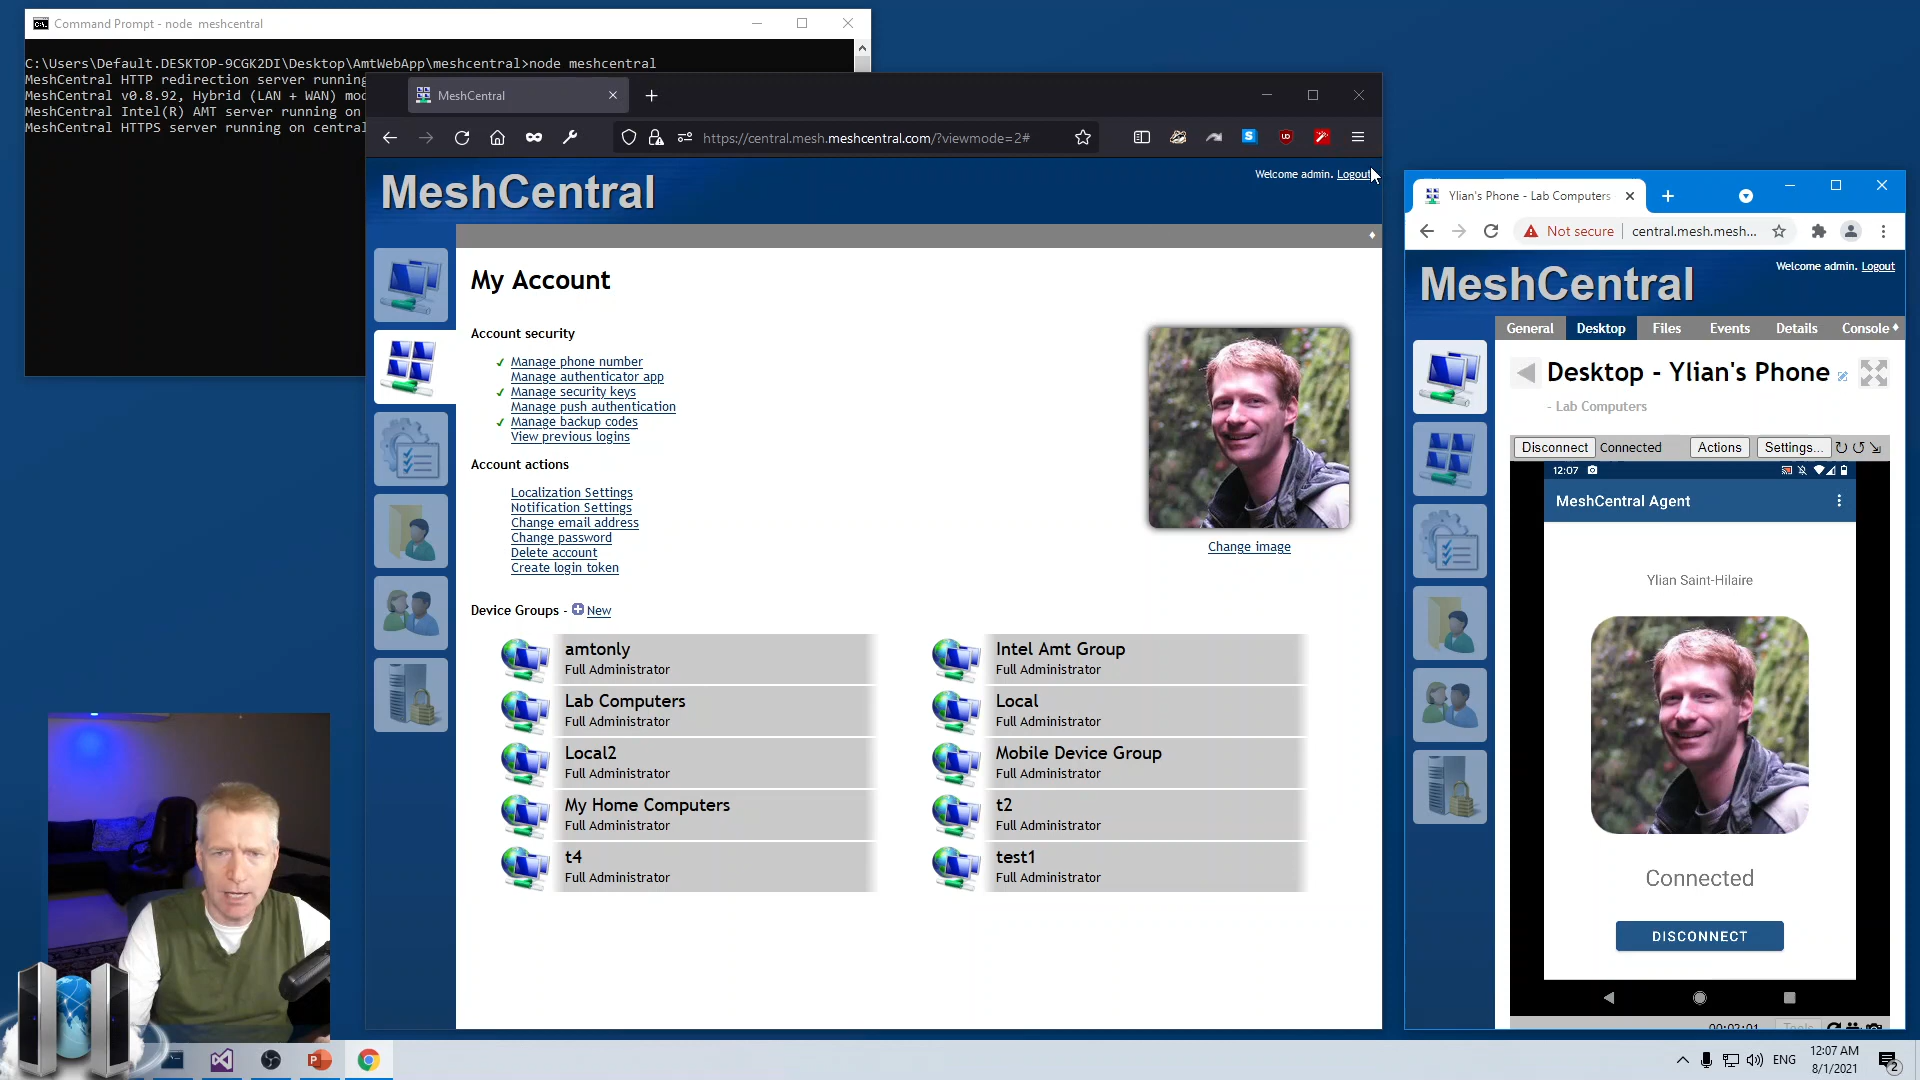 Command Prompt - node meshcentral
C:\Users\Default.DESKTOP-9CGK2DI\Desktop\AmtWebApp\meshcentral>node meshcentral
MeshCentral HTTP redirection server running
MeshCentral v0.8.92, Hybrid (LAN + WAN) mod
MeshCentral Intel(R) AMT server running on
MeshCentral HTTPS server running on central
MeshCentral
https://central.mesh.meshcentral.com/?viewmode=2#
MeshCentral
Welcome admin. Logout
My Account
Account security
Manage phone number
Manage authenticator app
Manage security keys
Manage push authentication
Manage backup codes
View previous logins
Account actions
Localization Settings
Notification Settings
Change email address
Change password
Delete account
Create login token
Change image
Device Groups - New
amtonly
Full Administrator
Intel Amt Group
Full Administrator
Lab Computers
Full Administrator
Local
Full Administrator
Local2
Full Administrator
Mobile Device Group
Full Administrator
My Home Computers
Full Administrator
t2
Full Administrator
t4
Full Administrator
test1
Full Administrator
Ylian's Phone - Lab Computers
Not secure central.mesh.mesh...
MeshCentral
Welcome admin. Logout
General Desktop Files Events Details Console
Desktop - Ylian's Phone
- Lab Computers
Disconnect Connected Actions Settings...
12:07
MeshCentral Agent
Ylian Saint-Hilaire
Connected
DISCONNECT
00:02:01 Tools
ENG
12:07 AM
8/1/2021
2